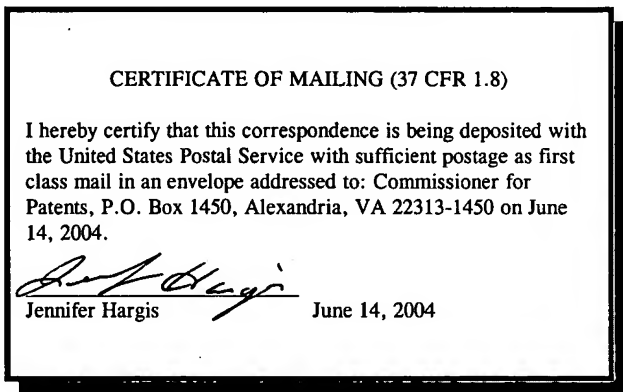 CERTIFICATE OF MAILING (37 CFR 1.8)
I hereby certify that this correspondence is being deposited with
the United States Postal Service with sufficient postage as first
class mail in an envelope addressed to: Commissioner for
Patents, P.O. Box 1450, Alexandria, VA 22313-1450 on June
14, 2004.
Jennifer Hargis
Jennifer Hargis June 14, 2004